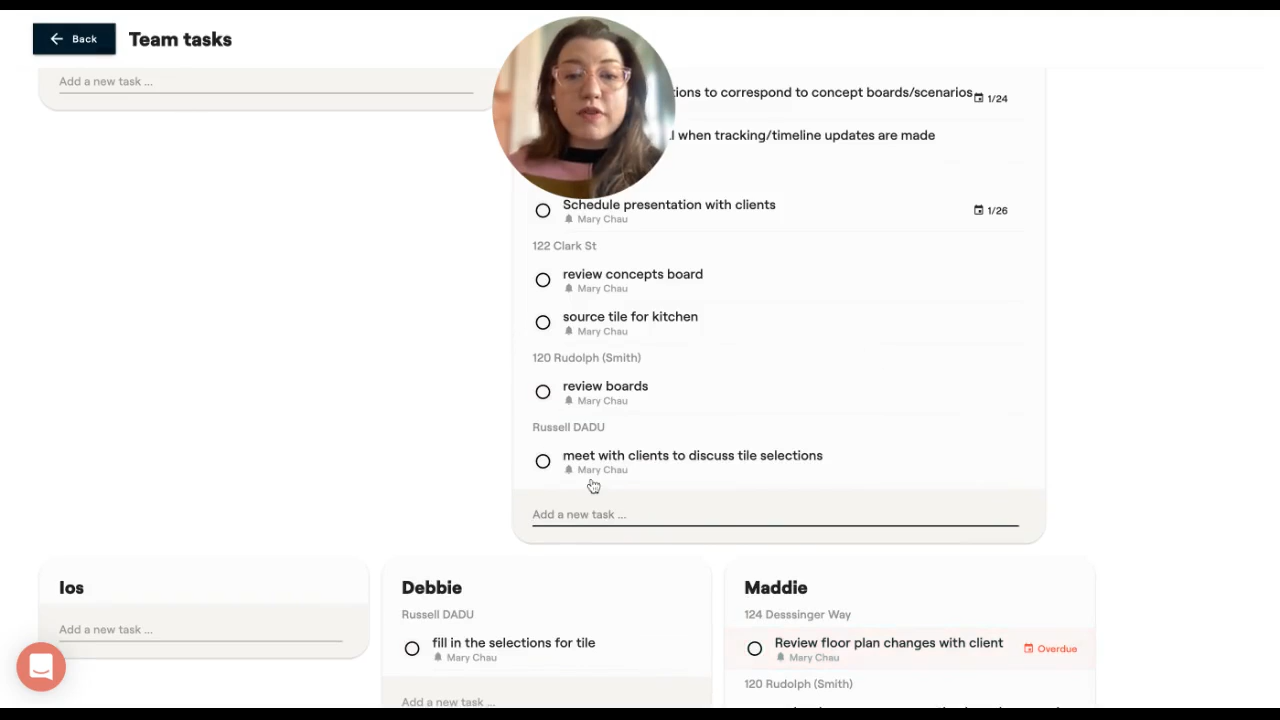 Back
Team tasks
Add a new task ...
to correspond to concept boards/scenarios
1/24
when tracking/timeline updates are made
Schedule presentation with clients
1/26
Mary Chau
122 Clark St
review concepts board
Mary Chau
source tile for kitchen
Mary Chau
120 Rudolph (Smith)
review boards
Mary Chau
Russell DADU
meet with clients to discuss tile selections
Mary Chau
Add a new task ...
Ios
Add a new task ...
Debbie
Russell DADU
fill in the selections for tile
Mary Chau
Add a new task ...
Maddie
124 Desssinger Way
Review floor plan changes with client
Overdue
Mary Chau
120 Rudolph (Smith)